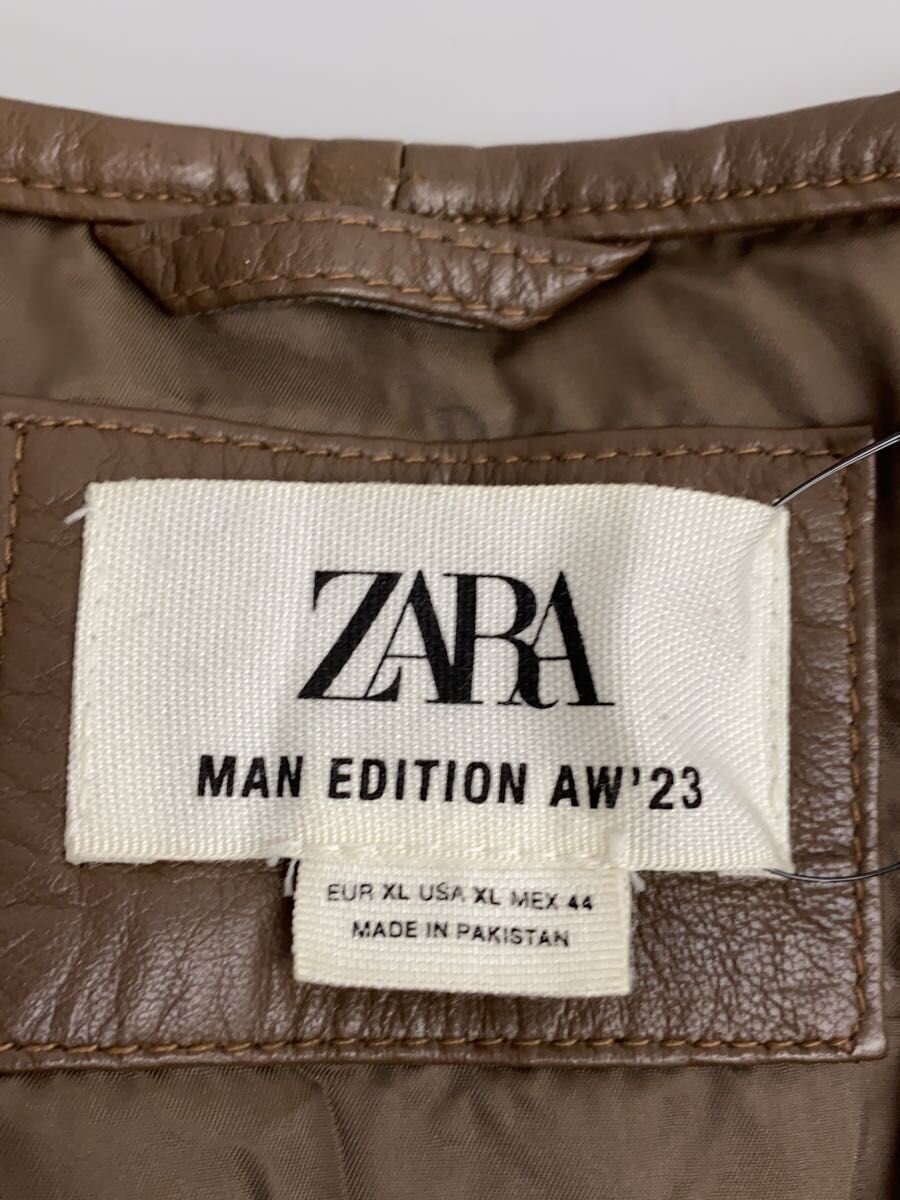 ZARA
MAN EDITION AW'23
EUR XL USA XL MEX 44
MADE IN PAKISTAN